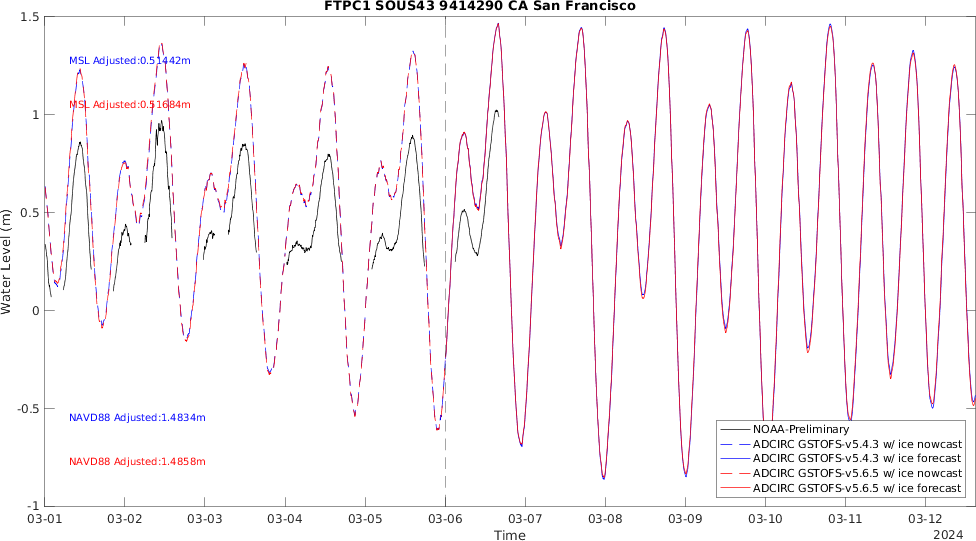 FTPC1 SOUS43 9414290 CA San Francisco
1.5
1
0.5
0
-0.5
-1
Water Level (m)
MSL Adjusted:0.51442m
MSL Adjusted:0.51684m
NAVD88 Adjusted:1.4834m
NAVD88 Adjusted:1.4858m
NOAA-Preliminary
ADCIRC GSTOFS-v5.4.3 w/ ice nowcast
ADCIRC GSTOFS-v5.4.3 w/ ice forecast
ADCIRC GSTOFS-v5.6.5 w/ ice nowcast
ADCIRC GSTOFS-v5.6.5 w/ ice forecast
03-01 03-02 03-03 03-04 03-05 03-06 03-07 03-08 03-09 03-10 03-11 03-12
Time
2024